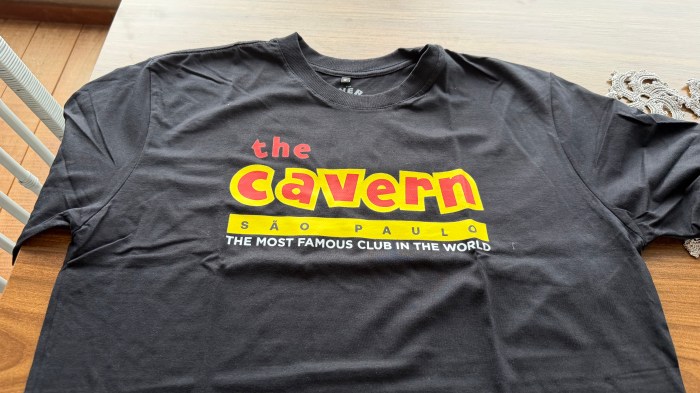 the
cavern
SÃO PAULO
THE MOST FAMOUS CLUB IN THE WORLD